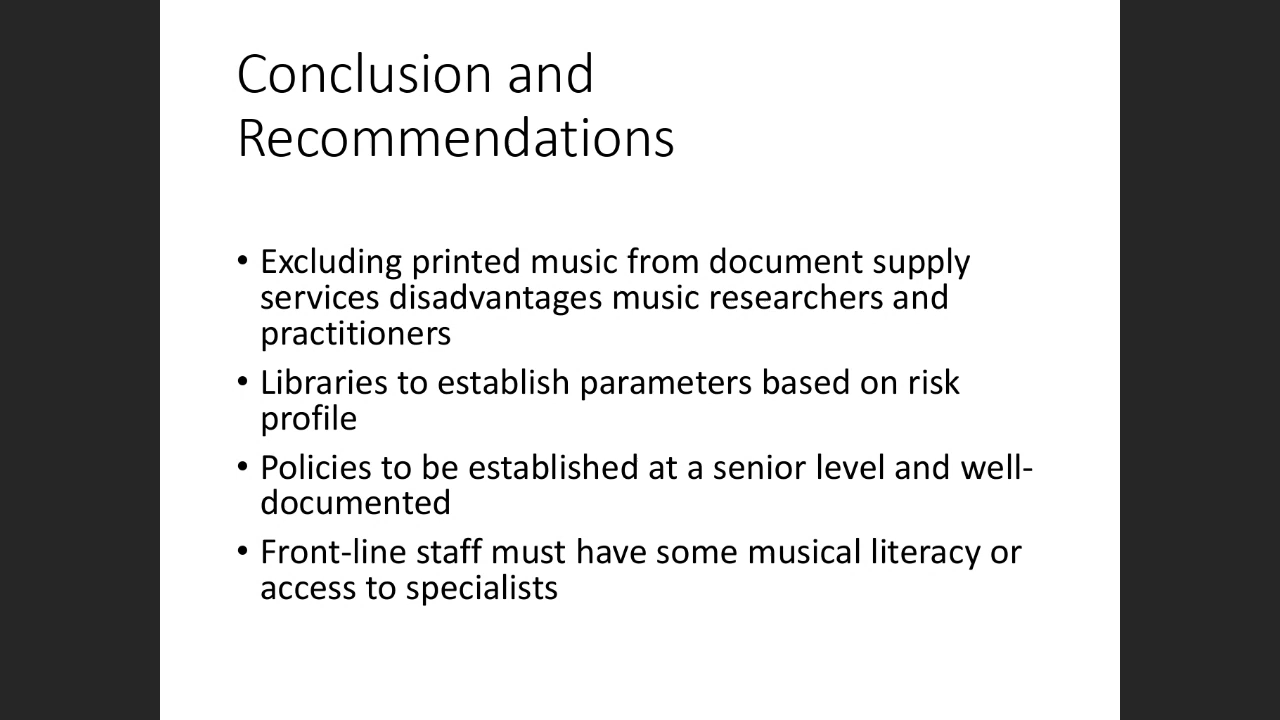 Conclusion and
Recommendations
• Excluding printed music from document supply
services disadvantages music researchers and
practitioners
• Libraries to establish parameters based on risk
profile
• Policies to be established at a senior level and well-
documented
• Front-line staff must have some musical literacy or
access to specialists